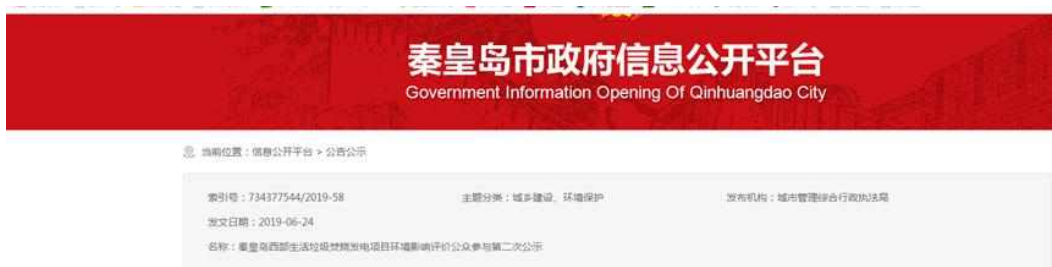 秦皇岛市政府信息公开平台
Government Information Opening Of Qinhuangdao City
当前位置：信息公开平台 > 公告公示
索引号：734377544/2019-58 主题分类：城乡建设、环境保护 发布机构：城市管理综合行政执法局
发文日期：2019-06-24
名称：秦皇岛西部生活垃圾焚烧发电项目环境影响评价公众参与第二次公示